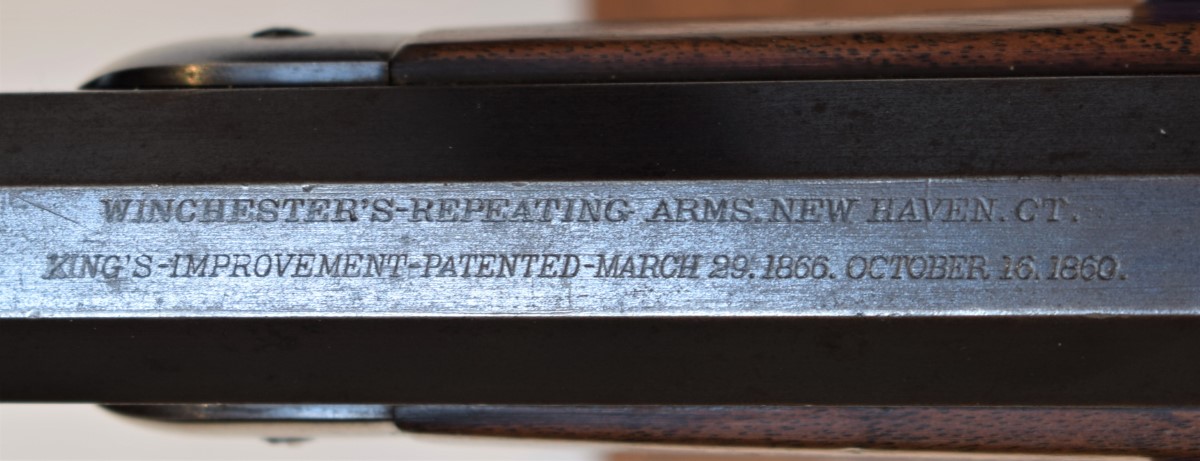 WINCHESTER'S-REPEATING ARMS. NEW HAVEN. CT.
KING'S-IMPROVEMENT-PATENTED-MARCH 29. 1866. OCTOBER 16. 1860.